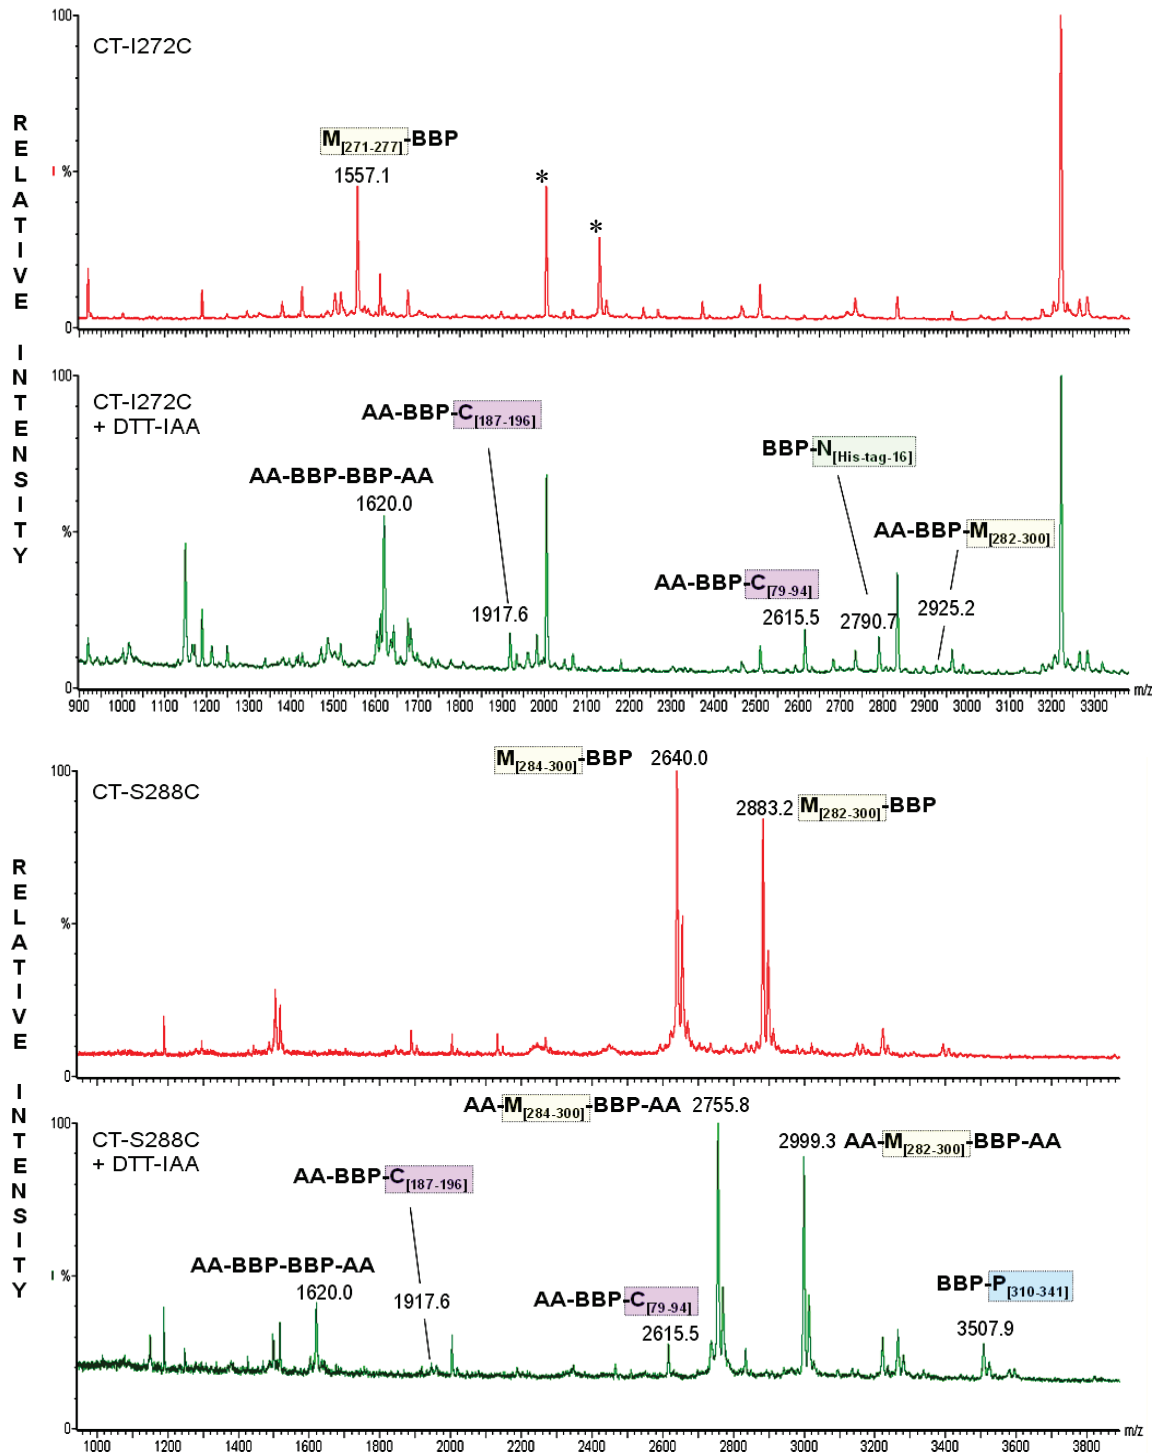 CT-I272C
RELATIVE INTENSITY
100
%
0
M[271-277]-BBP
1557.1
*
*
CT-I272C
+ DTT-IAA
100
%
0
AA-BBP-C[187-196]
1917.6
AA-BBP-BBP-AA
1620.0
BBP-N[His-tag-16]
2790.7
AA-BBP-M[282-300]
2925.2
AA-BBP-C[79-94]
2615.5
900 1000 1100 1200 1300 1400 1500 1600 1700 1800 1900 2000 2100 2200 2300 2400 2500 2600 2700 2800 2900 3000 3100 3200 3300 m/z
CT-S288C
RELATIVE INTENSITY
100
%
0
M[284-300]-BBP 2640.0
2883.2 M[282-300]-BBP
CT-S288C
+ DTT-IAA
100
%
0
AA-M[284-300]-BBP-AA 2755.8
2999.3 AA-M[282-300]-BBP-AA
AA-BBP-C[187-196]
1917.6
AA-BBP-BBP-AA
1620.0
AA-BBP-C[79-94]
2615.5
BBP-P[310-341]
3507.9
1000 1200 1400 1600 1800 2000 2200 2400 2600 2800 3000 3200 3400 3600 3800 m/z